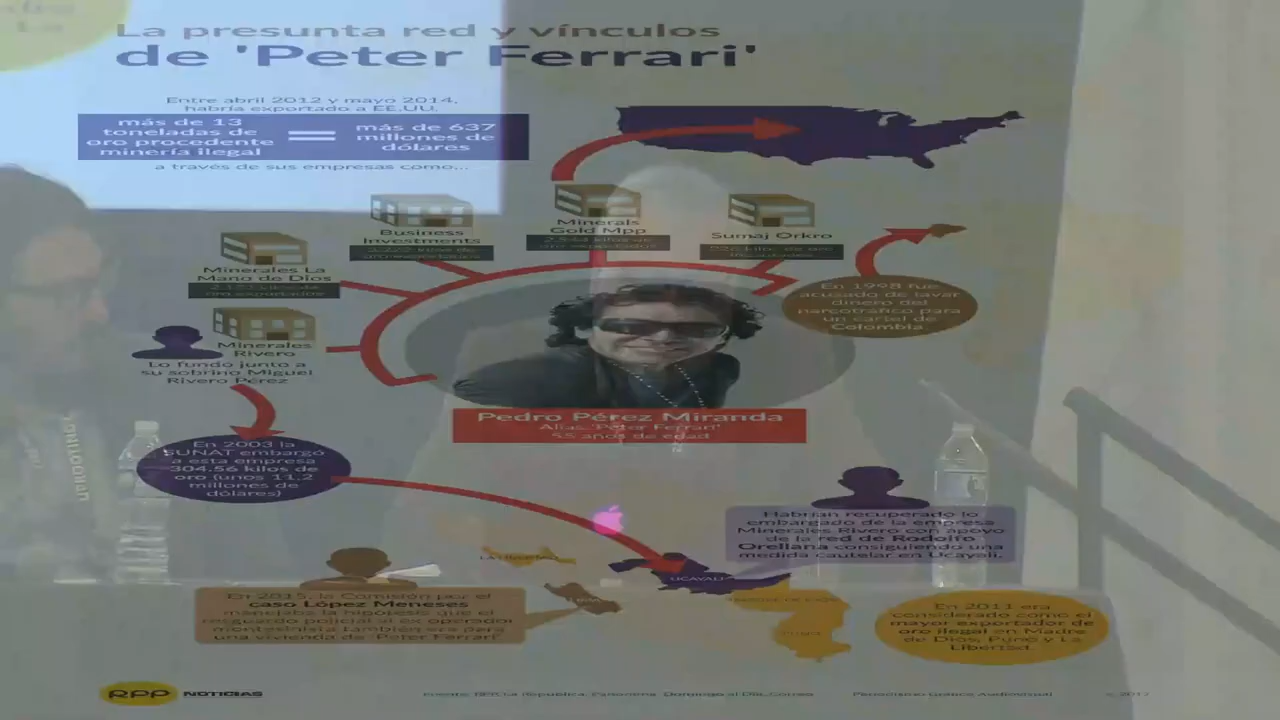 La presunta red y vínculos
de 'Peter Ferrari'
Entre abril 2012 y mayo 2014,
habría exportado a EE.UU.
más de 13
toneladas de
oro procedente
minería ilegal
=
más de 637
millones de
dólares
a través de sus empresas como...
Minerals
Gold Mpp
Business
Investments
Sumaj Orkro
Minerales La
Mano de Dios
En 1998 fue
acusado de lavar
dinero del
narcotráfico para
un cartel de
Colombia
Minerales
Rivero
Lo fundo junto a
su sobrino Miguel
Rivero Pérez
Pedro Pérez Miranda
Alias 'Peter Ferrari'
55 años de edad
En 2003 la
SUNAT embargó
a esta empresa
304.56 kilos de
oro (unos 11.2
millones de
dólares)
Habrían recuperado lo
embargado de la empresa
Minerales Rivero con apoyo
de la red de Rodolfo
Orellana consiguiendo una
medida cautelar en Ucayali.
UCAYALI
En 2015, la Comisión por el
caso López Meneses
manejaba la hipótesis que el
resguardo policial al ex operador
montesinista también era para
una vivienda de 'Peter Ferrari'
En 2011 era
considerado como el
mayor exportador de
oro ilegal en Madre
de Dios, Puno y La
Libertad.
RPP NOTICIAS